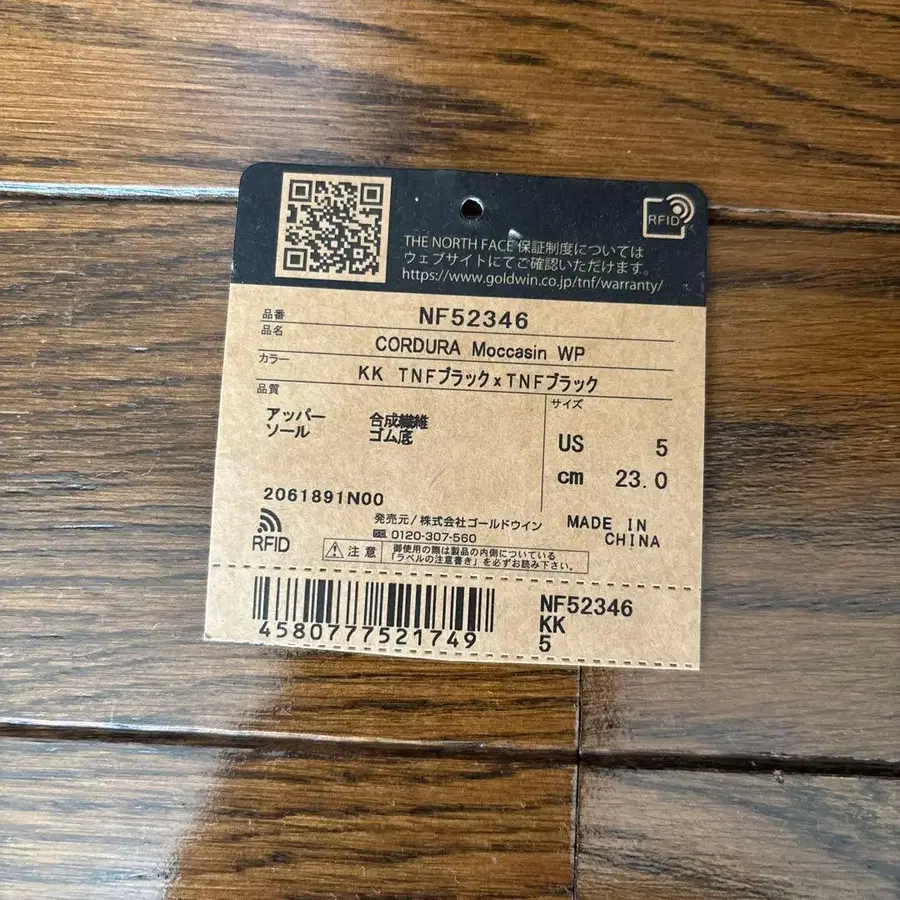 RFID
THE NORTH FACE 保証制度については
ウェブサイトにてご確認いただけます。
https://www.goldwin.co.jp/tnf/warranty/
品番 NF52346
品名 CORDURA Moccasin WP
カラー KK TNFブラック×TNFブラック
品質
サイズ
アッパー 合成繊維
ソール ゴム底
US 5
cm 23.0
2061891N00
RFID
発売元/株式会社ゴールドウイン
0120-307-560
MADE IN
CHINA
注意
御使用の際は製品の内側についている
「ラベルの注意書き」を必ずお読み下さい。
4580777521749
NF52346
KK
5